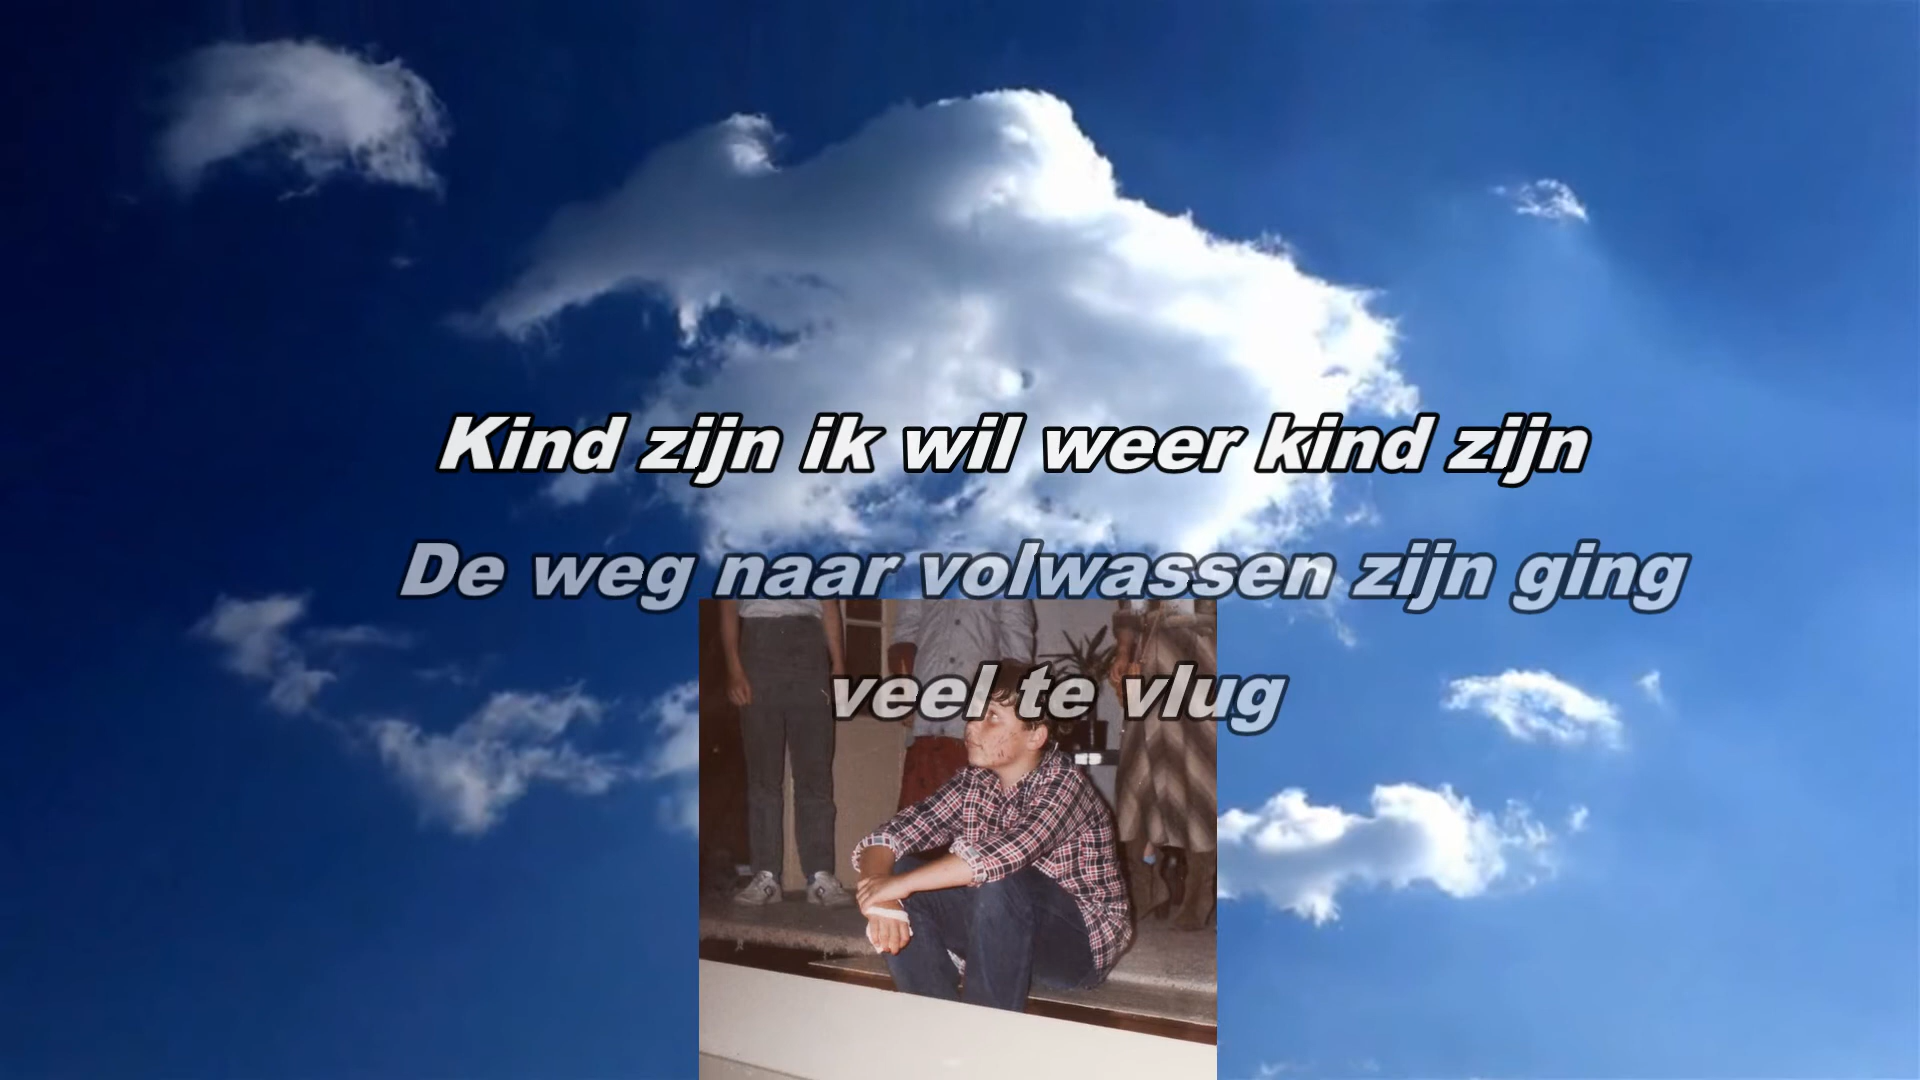 Kind zijn ik wil weer kind zijn
De weg naar volwassen zijn ging
veel te vlug